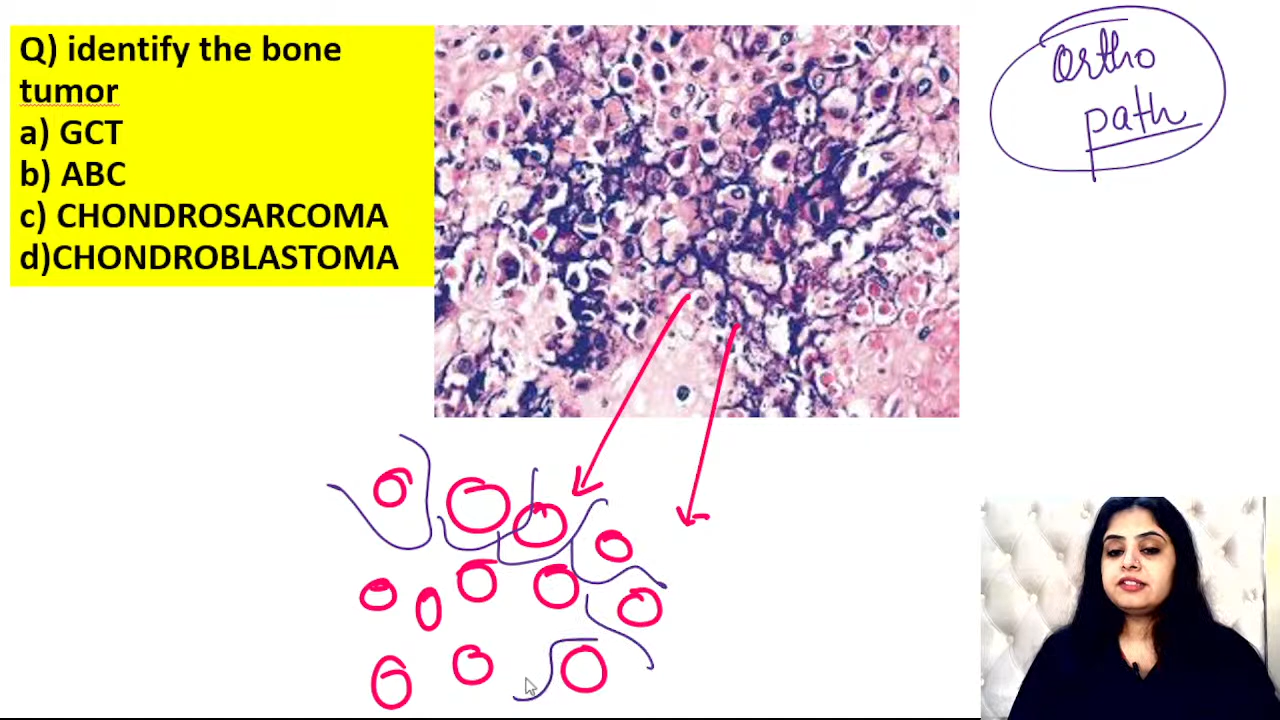 Q) identify the bone
tumor
a) GCT
b) ABC
c) CHONDROSARCOMA
d)CHONDROBLASTOMA
ortho
path